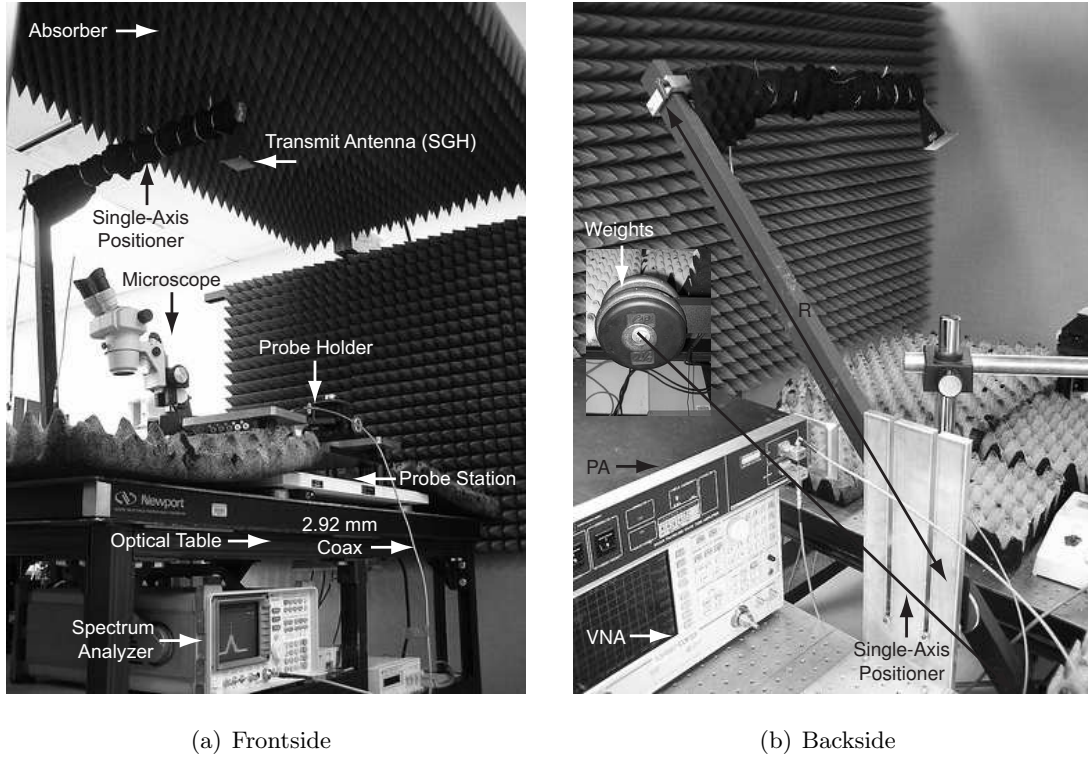 Absorber
Transmit Antenna (SGH)
Single-Axis
Positioner
Microscope
Probe Holder
Probe Station
Newport
2.92 mm
Optical Table
Coax
Spectrum
Analyzer
(a) Frontside
Weights
R
PA
VNA
Single-Axis
Positioner
(b) Backside